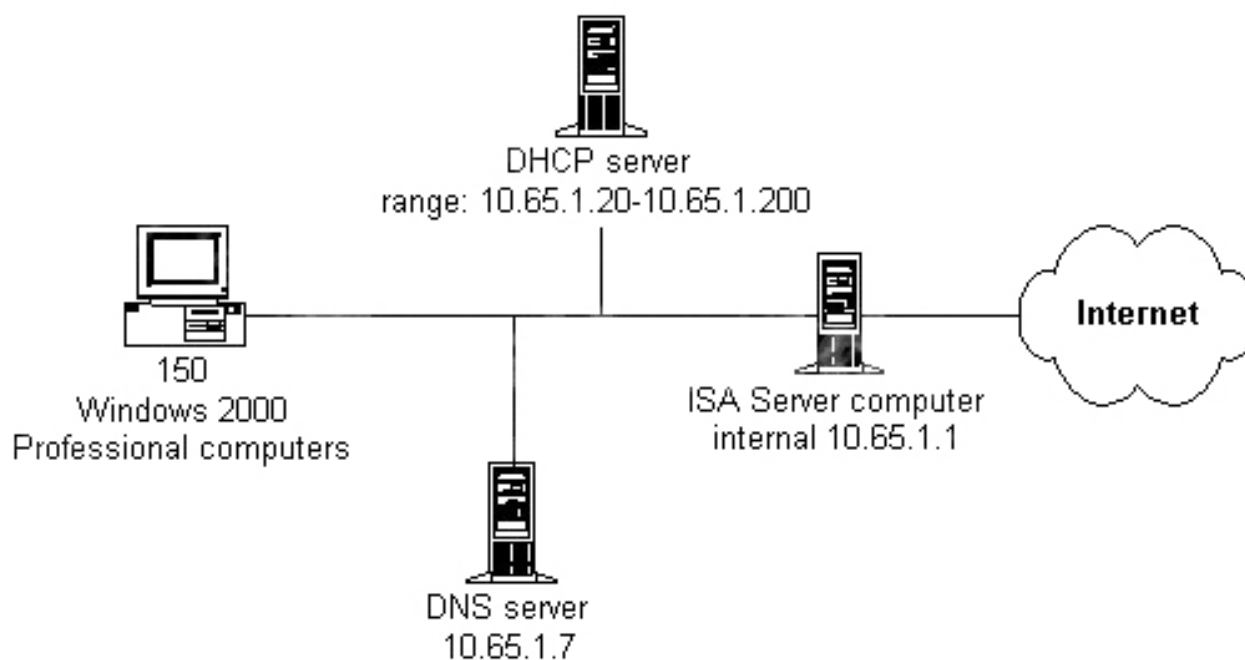 DHCP server
range: 10.65.1.20-10.65.1.200
150
Windows 2000
Professional computers
ISA Server computer
internal 10.65.1.1
Internet
DNS server
10.65.1.7